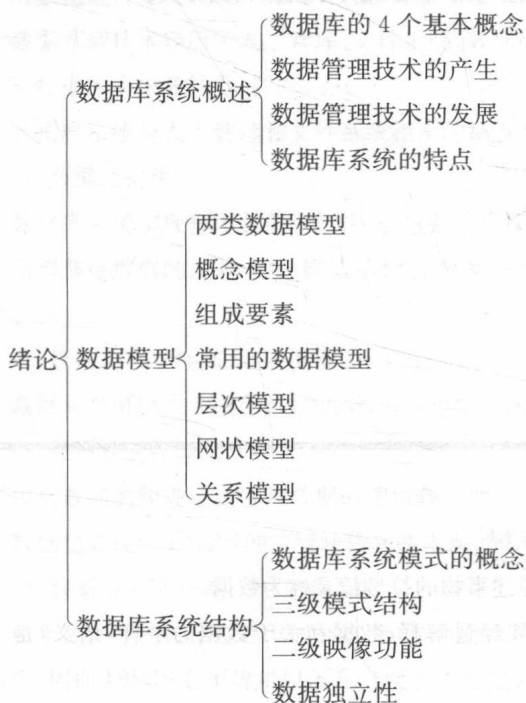 数据库的4个基本概念
数据管理技术的产生
数据库系统概述
数据管理技术的发展
数据库系统的特点
两类数据模型
概念模型
组成要素
绪论
数据模型
常用的数据模型
层次模型
网状模型
关系模型
数据库系统模式的概念
三级模式结构
数据库系统结构
二级映像功能
数据独立性